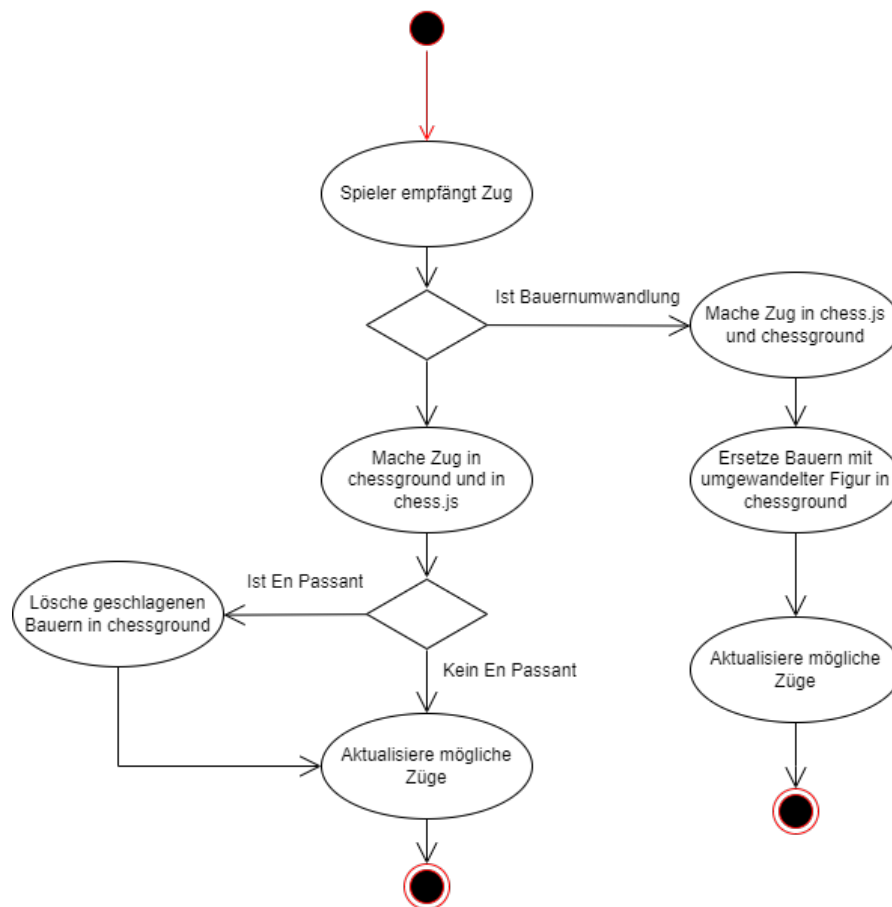 Spieler empfängt Zug
Ist Bauernumwandlung
Mache Zug in chess.js
und chessground
Mache Zug in
chessground und in
chess.js
Ersetze Bauern mit
umgewandelter Figur in
chessground
Ist En Passant
Lösche geschlagenen
Bauern in chessground
Kein En Passant
Aktualisiere mögliche
Züge
Aktualisiere mögliche
Züge